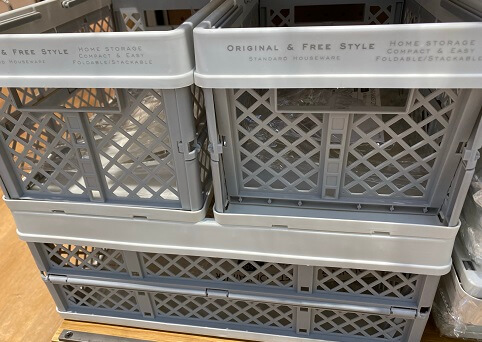 & FREE STYLE
STANDARD HOUSEWARE
HOME STORAGE
COMPACT & EASY
FOLDABLE/STACKABLE
ORIGINAL & FREE STYLE
STANDARD HOUSEWARE
HOME STORAGE
COMPACT & EASY
FOLDABLE/STACKABLE